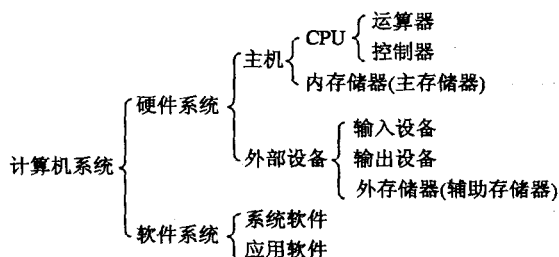 运算器
CPU
控制器
主机
内存储器(主存储器)
硬件系统
输入设备
外部设备
输出设备
外存储器(辅助存储器)
计算机系统
系统软件
软件系统
应用软件